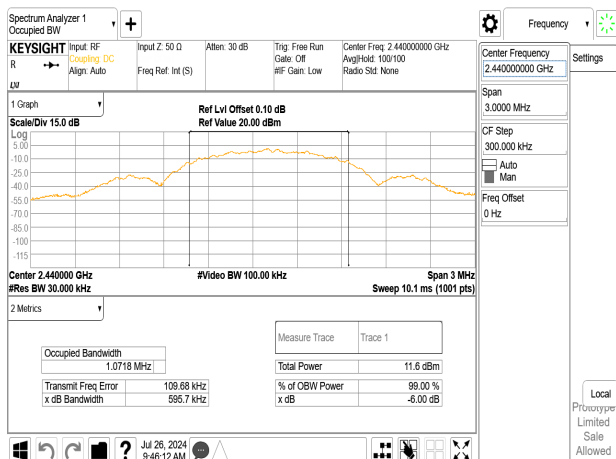 Spectrum Analyzer 1
Occupied BW
Frequency
KEYSIGHT
R
Input: RF
Coupling: DC
Align: Auto
Input Z: 50 Ω
Freq Ref: Int (S)
Atten: 30 dB
Trig: Free Run
Gate: Off
#IF Gain: Low
Center Freq: 2.440000000 GHz
Avg|Hold: 100/100
Radio Std: None
1 Graph
Scale/Div 15.0 dB
Ref Lvl Offset 0.10 dB
Ref Value 20.00 dBm
Log
5.00
-10.0
-25.0
-40.0
-55.0
-70.0
-85.0
-100
-115
Center 2.440000 GHz
#Video BW 100.00 kHz
Span 3 MHz
#Res BW 30.000 kHz
Sweep 10.1 ms (1001 pts)
2 Metrics
Measure Trace Trace 1
Occupied Bandwidth
1.0718 MHz
Total Power 11.6 dBm
Transmit Freq Error 109.68 kHz
% of OBW Power 99.00 %
x dB Bandwidth 595.7 kHz
x dB -6.00 dB
Jul 26, 2024
9:46:12 AM
?
Center Frequency
2.440000000 GHz
Settings
Span
3.0000 MHz
CF Step
300.000 kHz
Auto
Man
Freq Offset
0 Hz
Local
Prototype
Limited
Sale
Allowed